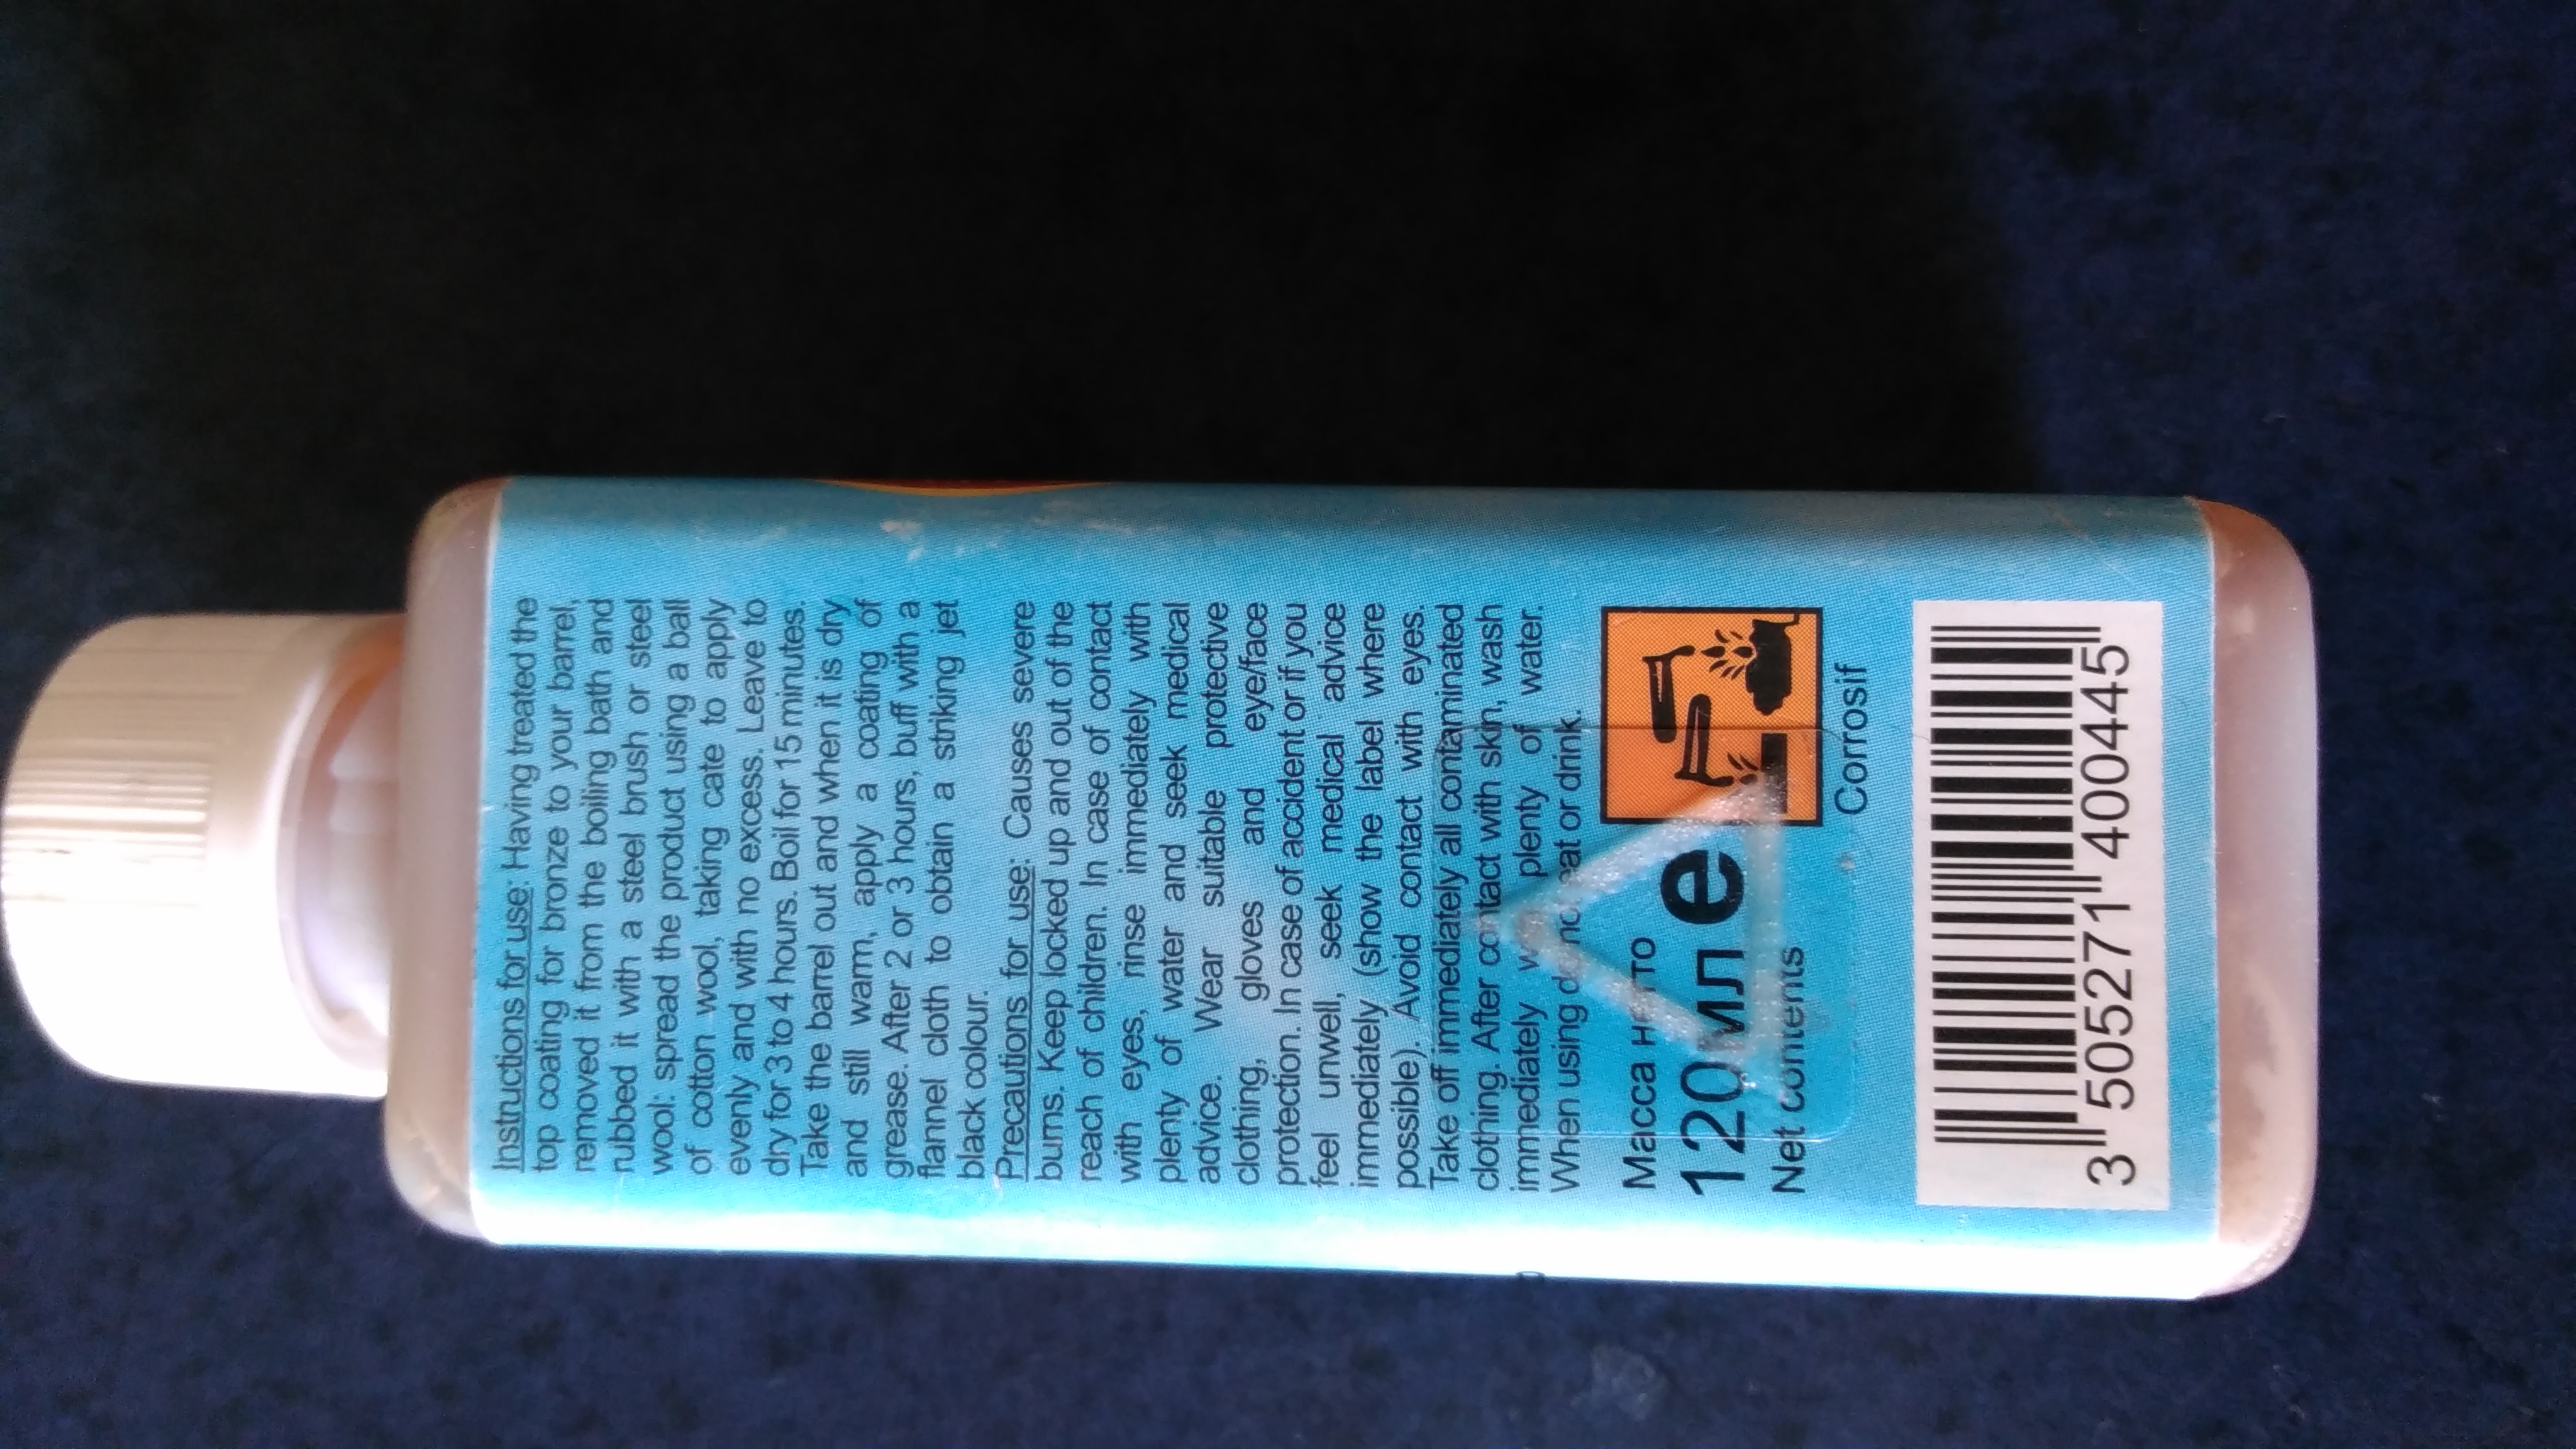 Instructions for use: Having treated the
top coating for bronze to your barrel,
removed it from the boiling bath and
rubbed it with a steel brush or steel
wool: spread the product using a ball
of cotton wool, taking cate to apply
evenly and with no excess. Leave to
dry for 3 to 4 hours. Boil for 15 minutes.
Take the barrel out and when it is dry
and still warm, apply a coating of
grease. After 2 or 3 hours, buff with a
flannel cloth to obtain a striking jet
black colour.
Precautions for use: Causes severe
burns. Keep locked up and out of the
reach of children. In case of contact
with eyes, rinse immediately with
plenty of water and seek medical
advice. Wear suitable protective
clothing, gloves and eye/face
protection. In case of accident or if you
feel unwell, seek medical advice
immediately (show the label where
possible). Avoid contact with eyes.
Take off immediately all contaminated
clothing. After contact with skin, wash
immediately plenty of water.
When using eat or drink.
Масса
120 мл e
Net contents
Corrosif
3 505271 400445